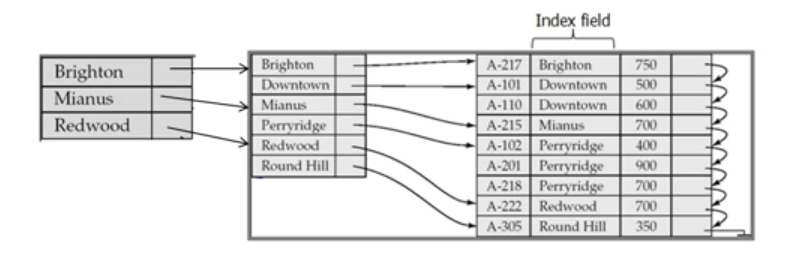 Index field
Brighton
Mianus
Redwood
Brighton
Downtown
Mianus
Perryridge
Redwood
Round Hill
A-217 Brighton 750
A-101 Downtown 500
A-110 Downtown 600
A-215 Mianus 700
A-102 Perryridge 400
A-201 Perryridge 900
A-218 Perryridge 700
A-222 Redwood 700
A-305 Round Hill 350